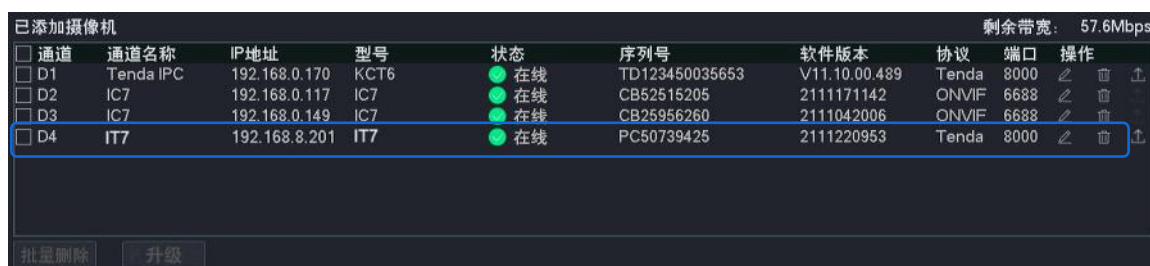 已添加摄像机 剩余带宽: 57.6Mbps
通道 通道名称 IP地址 型号 状态 序列号 软件版本 协议 端口 操作
D1 Tenda IPC 192.168.0.170 KCT6 在线 TD123450035653 V11.10.00.489 Tenda 8000
D2 IC7 192.168.0.117 IC7 在线 CB52515205 2111171142 ONVIF 6688
D3 IC7 192.168.0.149 IC7 在线 CB25956260 2111042006 ONVIF 6688
D4 IT7 192.168.8.201 IT7 在线 PC50739425 2111220953 Tenda 8000
批量删除 升级